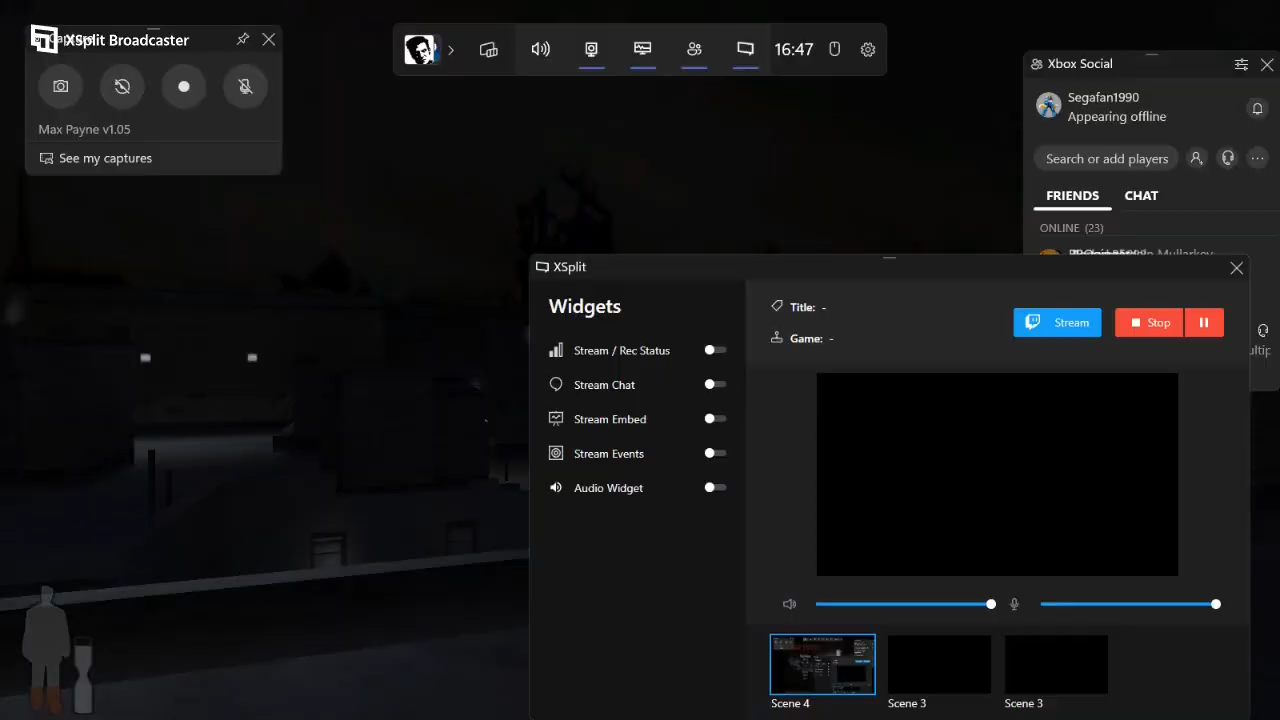 XSplit Broadcaster
Max Payne v1.05
See my captures
16:47
Xbox Social
Segafan1990
Appearing offline
Search or add players
FRIENDS CHAT
ONLINE (23)
Mullarkey
XSplit
Widgets
Stream / Rec Status
Stream Chat
Stream Embed
Stream Events
Audio Widget
Title: -
Game: -
Stream
Stop
Scene 4
Scene 3
Scene 3